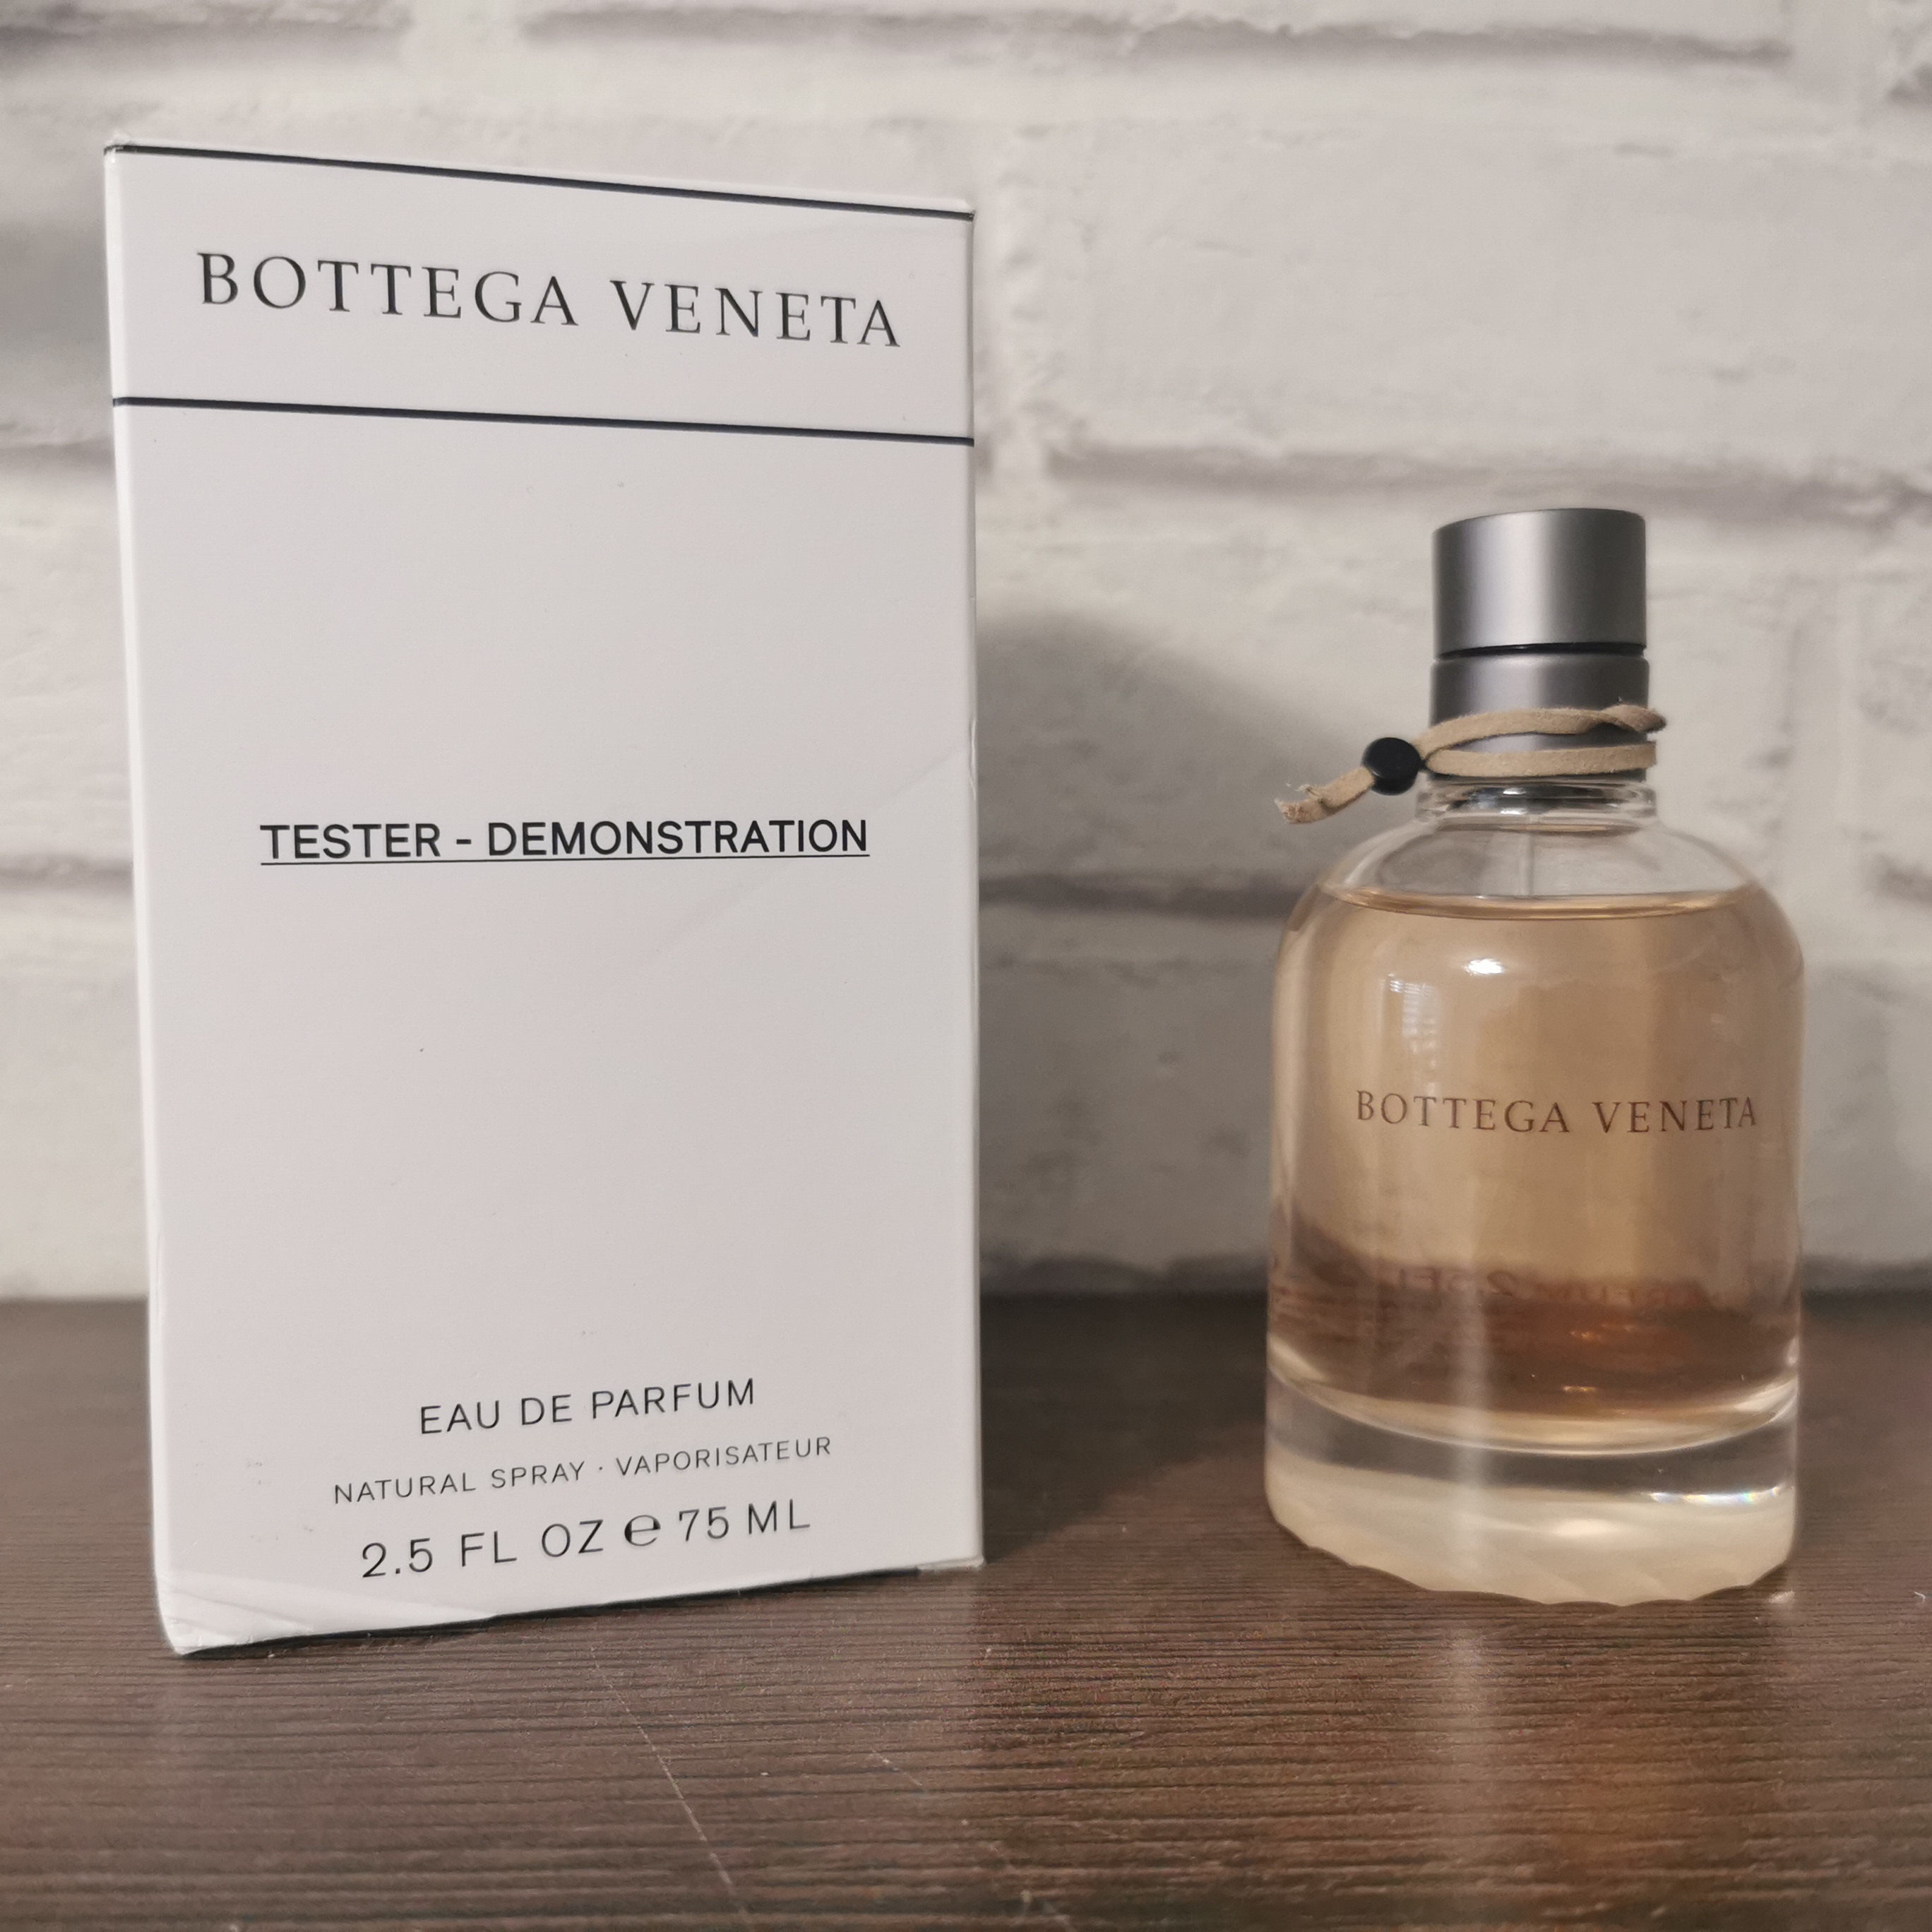 BOTTEGA VENETA
TESTER - DEMONSTRATION
EAU DE PARFUM
NATURAL SPRAY · VAPORISATEUR
2.5 FL OZ ℮ 75 ML
BOTTEGA VENETA